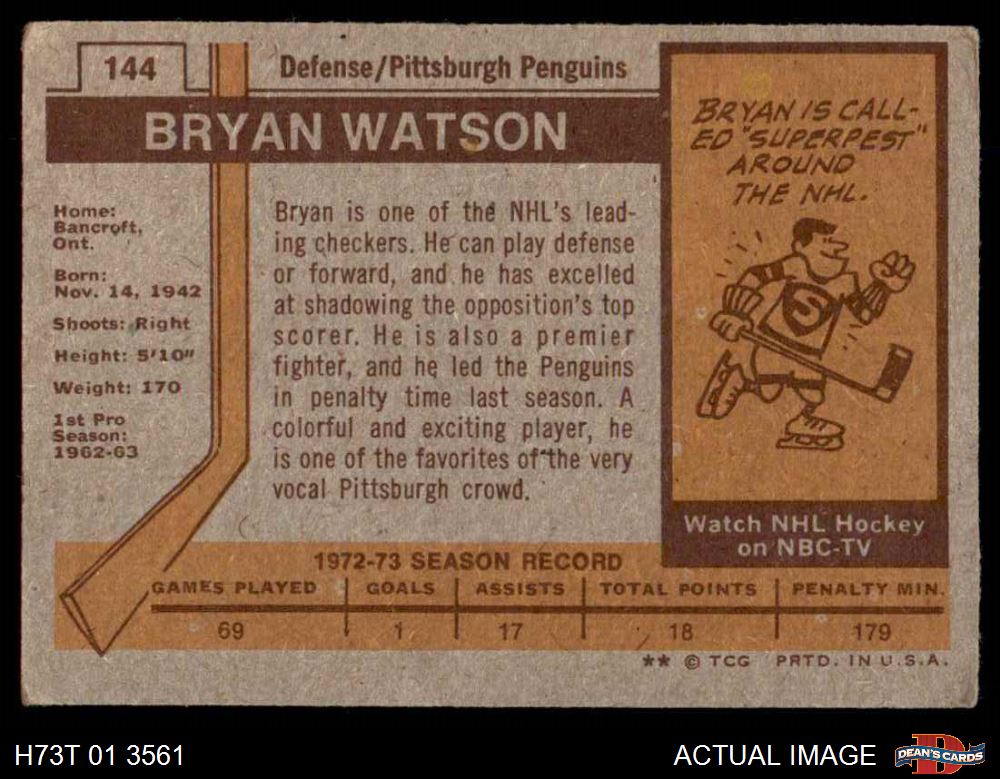 144
Defense/Pittsburgh Penguins
BRYAN WATSON
Home:
Bancroft,
Ont.
Born:
Nov. 14, 1942
Shoots: Right
Height: 5'10"
Weight: 170
1st Pro
Season:
1962-63
Bryan is one of the NHL's lead-
ing checkers. He can play defense
or forward, and he has excelled
at shadowing the opposition's top
scorer. He is also a premier
fighter, and he led the Penguins
in penalty time last season. A
colorful and exciting player, he
is one of the favorites of the very
vocal Pittsburgh crowd.
BRYAN IS CALL-
ED "SUPERPEST"
AROUND
THE NHL.
S
Watch NHL Hockey
on NBC-TV
1972-73 SEASON RECORD
GAMES PLAYED GOALS ASSISTS TOTAL POINTS PENALTY MIN.
69 1 17 18 179
** © TCG PRTD. IN U.S.A.
H73T 01 3561 ACTUAL IMAGE DEAN'S CARDS